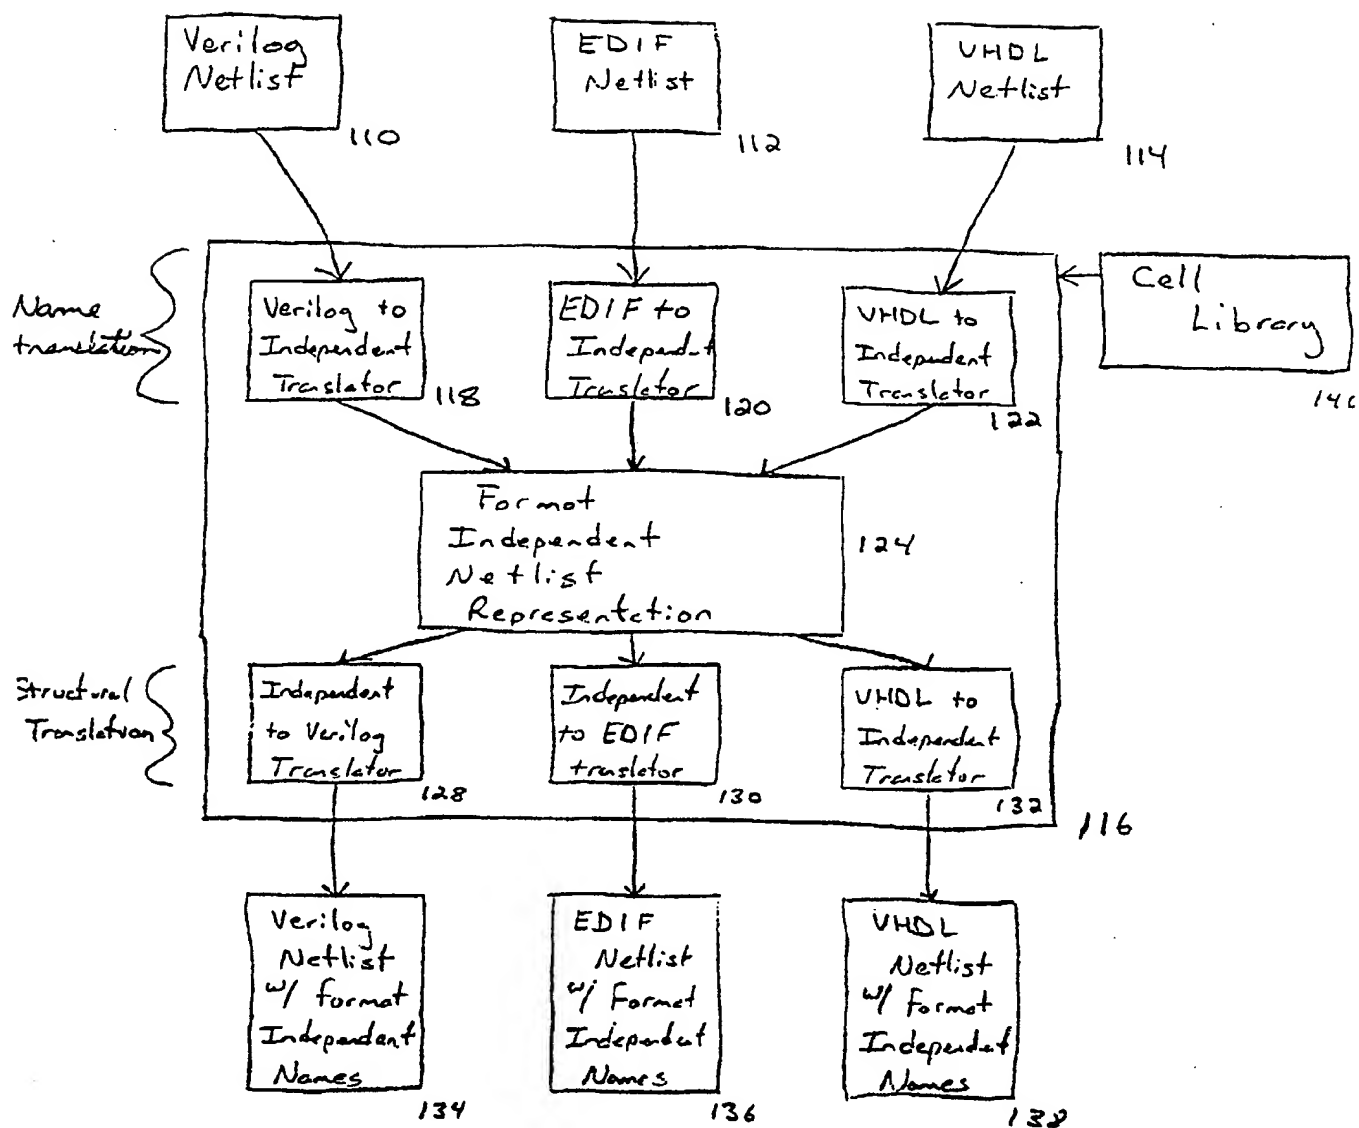 Verilog
Netlist
110
EDIF
Netlist
112
VHDL
Netlist
114
Name
translation
Verilog to
Independent
Translator
118
EDIF to
Independent
Translator
120
VHDL to
Independent
Translator
122
Cell
Library
Format
Independent
Netlist
Representation
124
Structural
Translation
Independent
to Verilog
Translator
128
Independent
to EDIF
translator
130
VHDL to
Independent
Translator
132
116
Verilog
Netlist
w/ format
Independant
Names
134
EDIF
Netlist
w/ Format
Independent
Names
136
VHDL
Netlist
w/ Format
Independent
Names
138